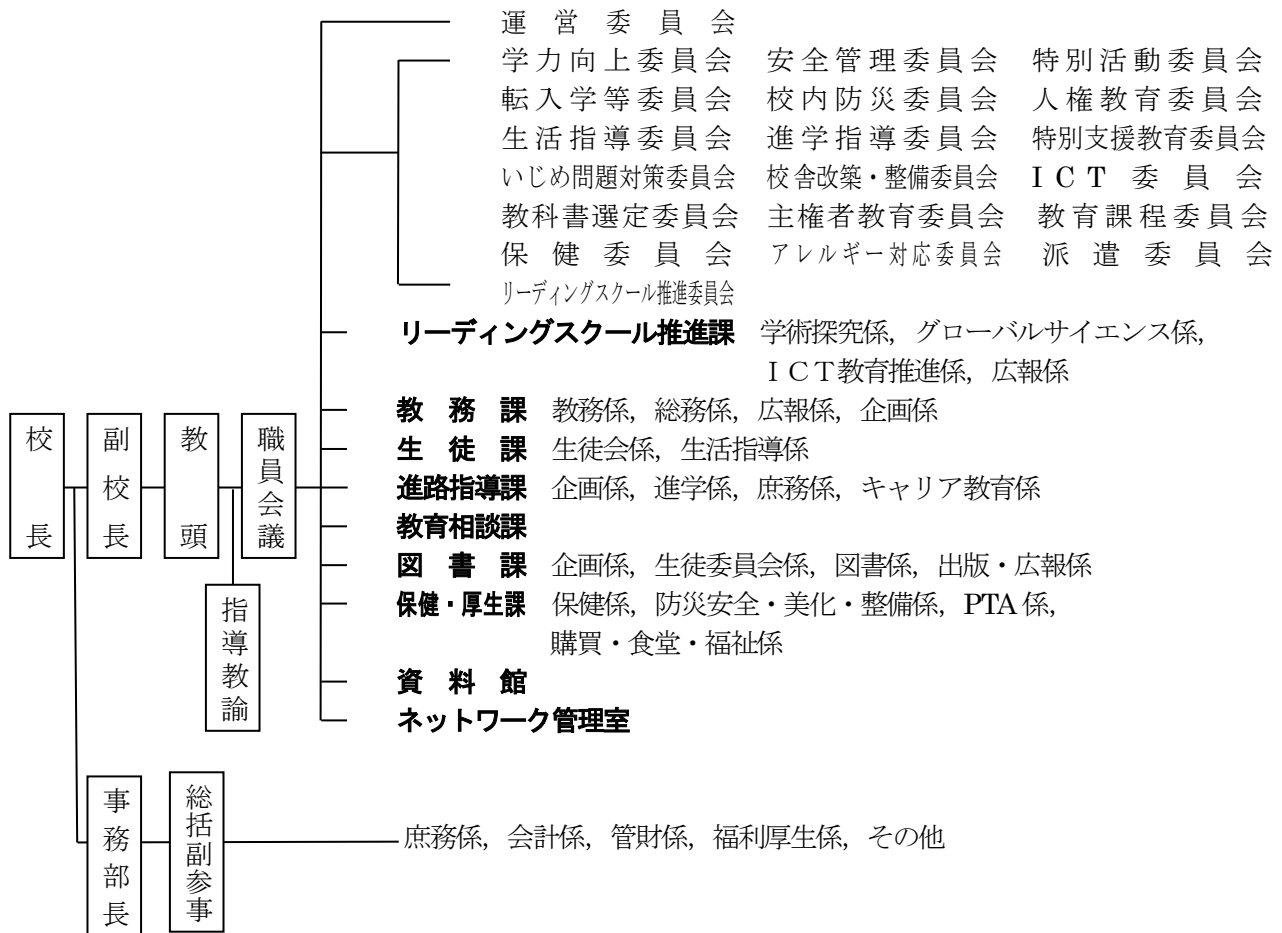 運営委員会
学力向上委員会 安全管理委員会 特別活動委員会
転入学等委員会 校内防災委員会 人権教育委員会
生活指導委員会 進学指導委員会 特別支援教育委員会
いじめ問題対策委員会 校舎改築・整備委員会 ICT委員会
教科書選定委員会 主権者教育委員会 教育課程委員会
保健委員会 アレルギー対応委員会 派遣委員会
リーディングスクール推進委員会
リーディングスクール推進課 学術探究係,グローバルサイエンス係,
ICT教育推進係,広報係
校長
副校長
教頭
職員会議
指導教諭
教務課 教務係,総務係,広報係,企画係
生徒課 生徒会係,生活指導係
進路指導課 企画係,進学係,庶務係,キャリア教育係
教育相談課
図書課 企画係,生徒委員会係,図書係,出版・広報係
保健・厚生課 保健係,防災安全・美化・整備係,PTA係,
購買・食堂・福祉係
資料館
ネットワーク管理室
事務部長
総括副参事
庶務係,会計係,管財係,福利厚生係,その他